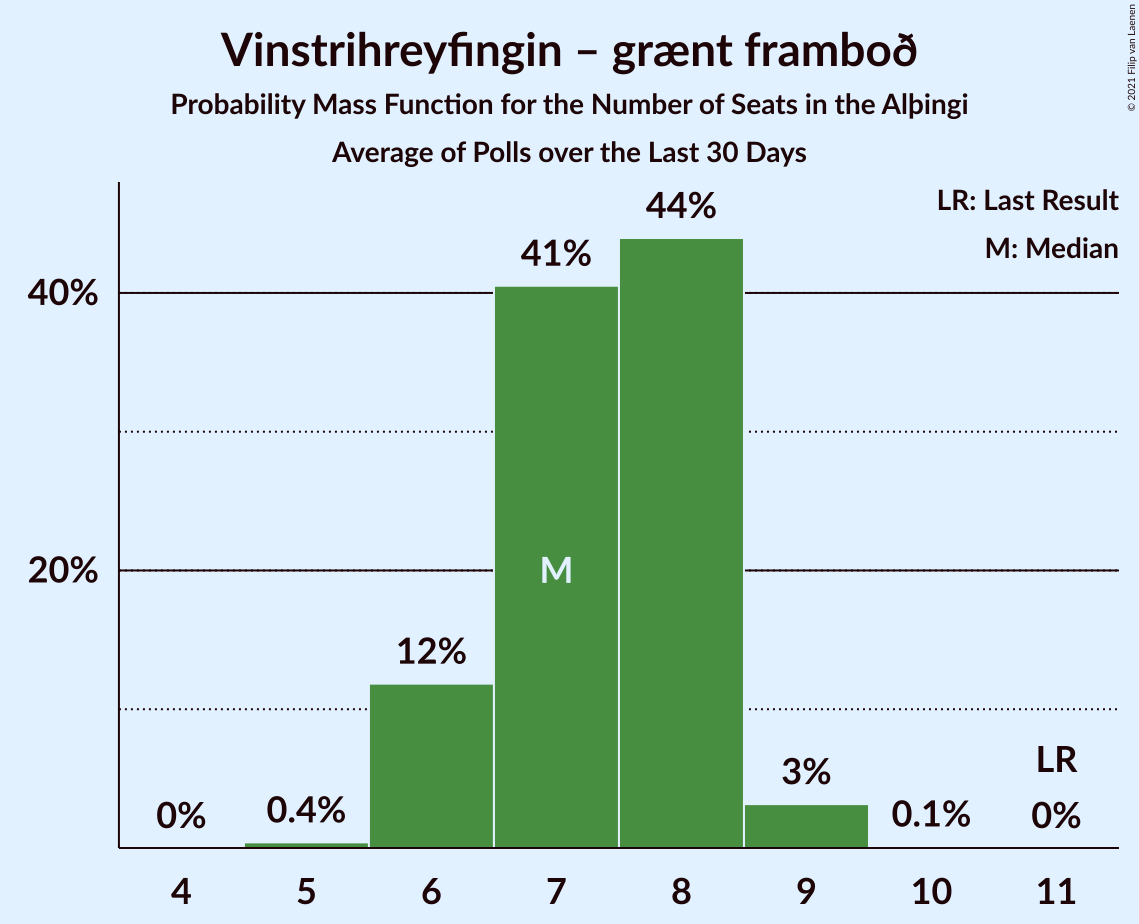 Vinstrihreyfingin – grænt framboð
Probability Mass Function for the Number of Seats in the Alþingi
Average of Polls over the Last 30 Days
© 2021 Filip van Laenen
LR: Last Result
M: Median
44%
41%
40%
M
20%
12%
LR
3%
0%
0.4%
0.1%
0%
4 5 6 7 8 9 10 11